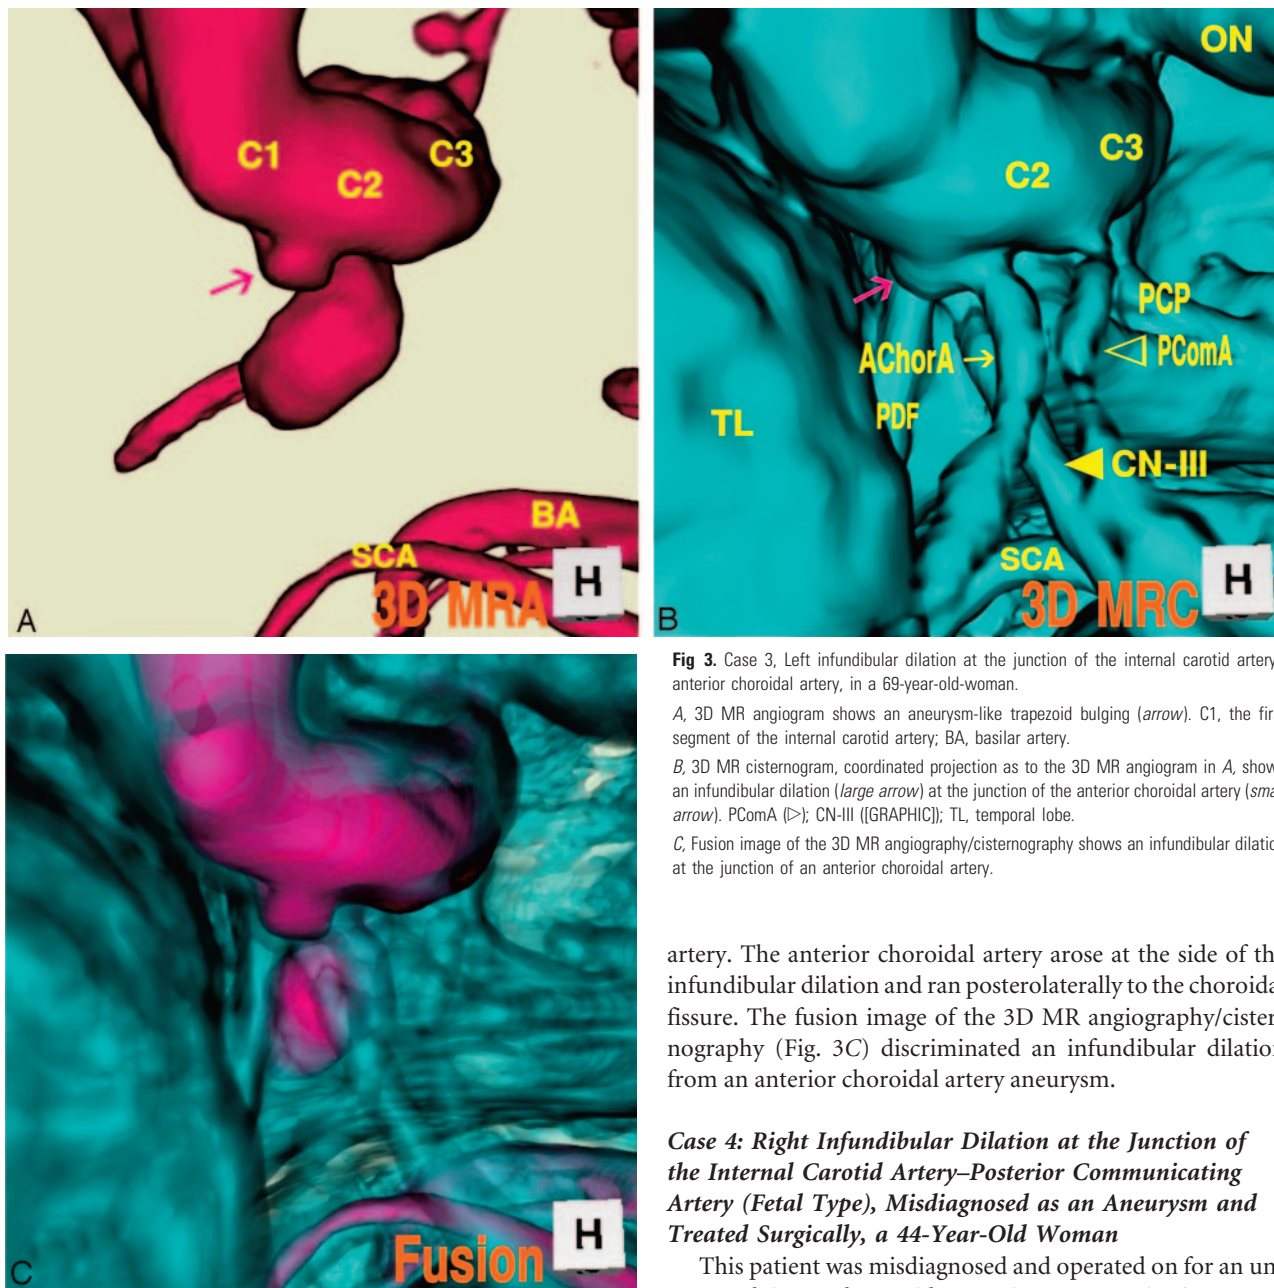 C1
C2
C3
BA
SCA
3D MRA
H
A
ON
C2
C3
PCP
AChorA
PComA
PDF
TL
CN-III
SCA
3D MRC
H
B
Fusion
H
C
Fig 3. Case 3, Left infundibular dilation at the junction of the internal carotid artery
anterior choroidal artery, in a 69-year-old-woman.
A, 3D MR angiogram shows an aneurysm-like trapezoid bulging (arrow). C1, the fir
segment of the internal carotid artery; BA, basilar artery.
B, 3D MR cisternogram, coordinated projection as to the 3D MR angiogram in A, show
an infundibular dilation (large arrow) at the junction of the anterior choroidal artery (sma
arrow). PComA (▷); CN-III ([GRAPHIC]); TL, temporal lobe.
C, Fusion image of the 3D MR angiography/cisternography shows an infundibular dilatio
at the junction of an anterior choroidal artery.
artery. The anterior choroidal artery arose at the side of th
infundibular dilation and ran posterolaterally to the choroida
fissure. The fusion image of the 3D MR angiography/cister
nography (Fig. 3C) discriminated an infundibular dilation
from an anterior choroidal artery aneurysm.
Case 4: Right Infundibular Dilation at the Junction of
the Internal Carotid Artery–Posterior Communicating
Artery (Fetal Type), Misdiagnosed as an Aneurysm and
Treated Surgically, a 44-Year-Old Woman
This patient was misdiagnosed and operated on for an un